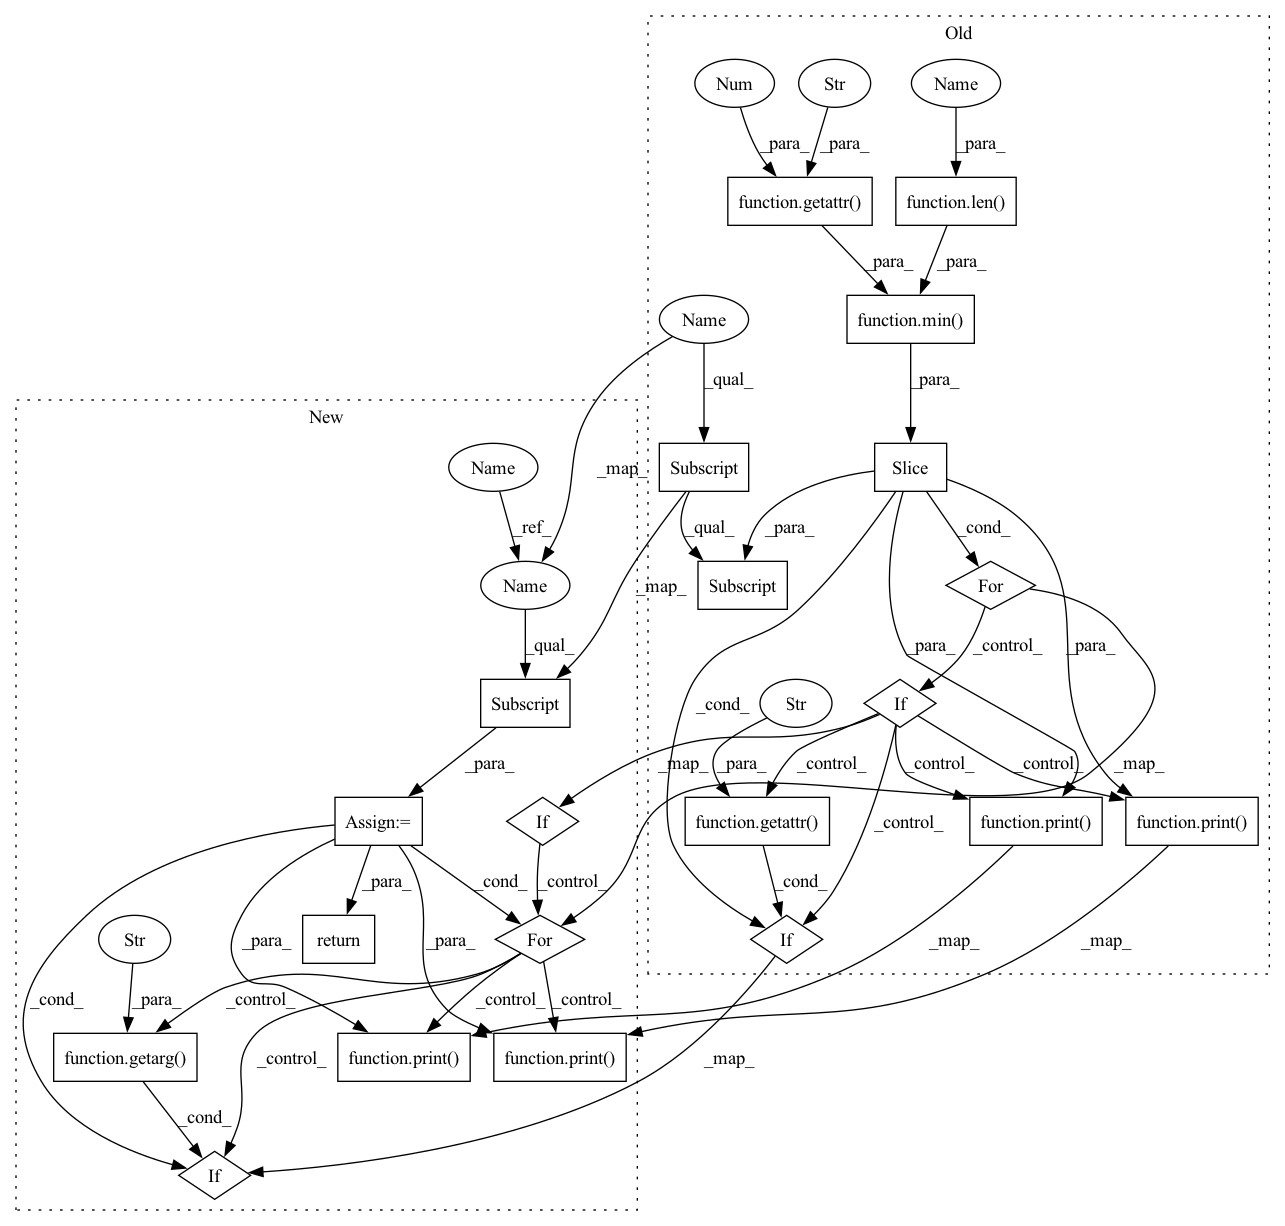 Old
Num
Str
Name
_para_
_para_
_para_
function.getattr()
function.len()
_para_
_para_
Name
function.min()
_qual_
_para_
New
Name
_map_
Subscript
Slice
_ref_
_qual_
_para_
_cond_
Name
_map_
Subscript
For
_qual_
_para_
_control_
_para_
Subscript
_cond_
Str
If
_para_
_map_
_para_
_control_
_control_
_control_
_map_
Assign:=
If
function.getattr()
function.print()
function.print()
_control_
_para_
_cond_
_control_
_cond_
Str
return
For
If
_para_
_para_
_map_
_map_
_cond_
_para_
_control_
_control_
_control_
function.getarg()
function.print()
function.print()
_control_
_map_
_cond_
If